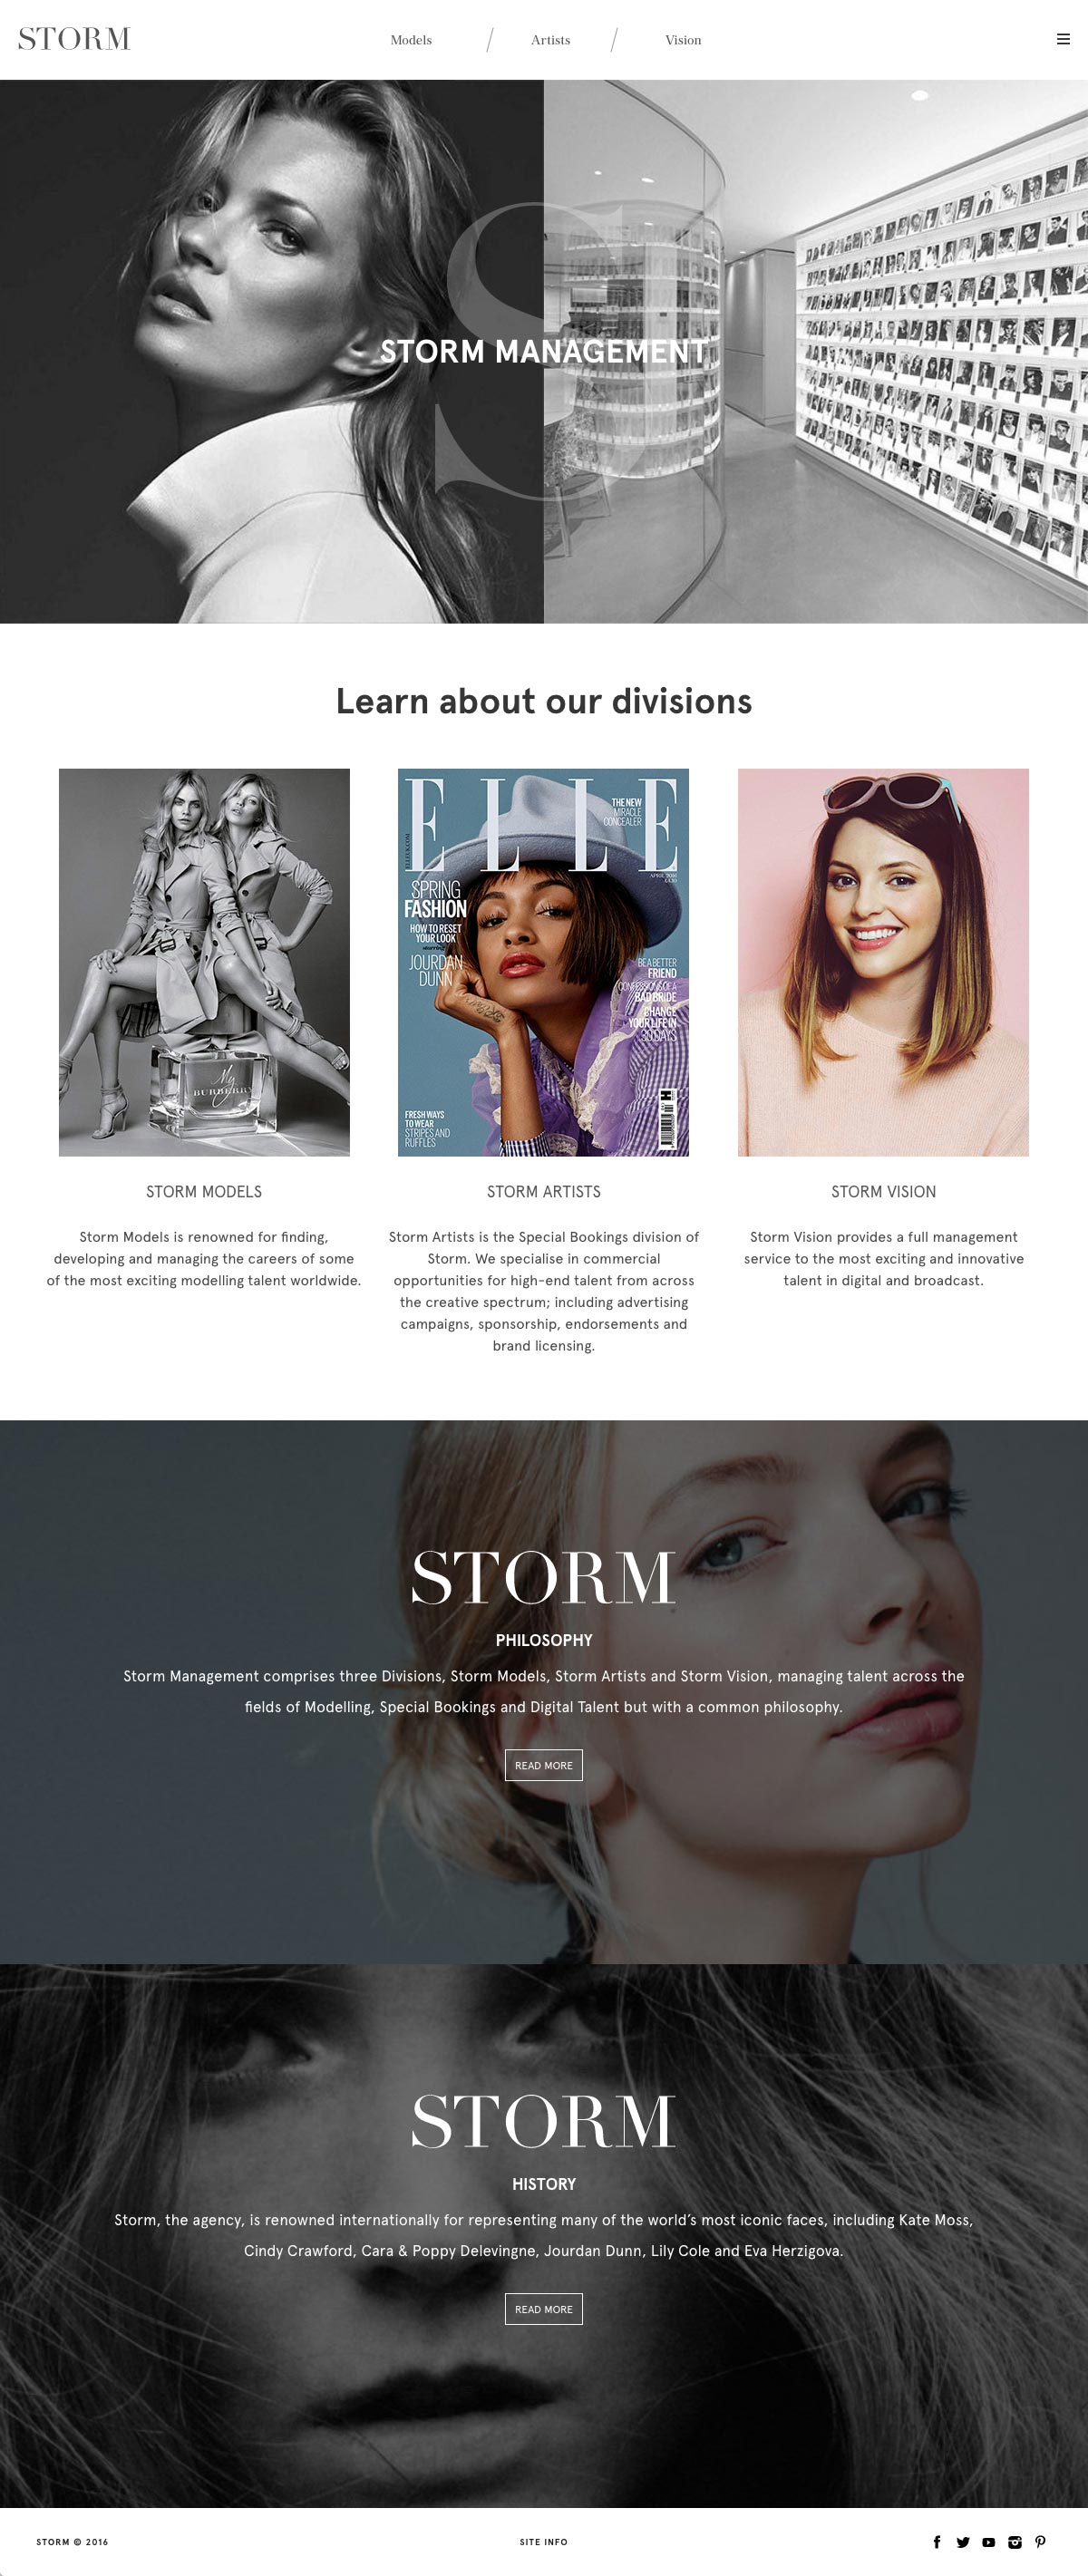 STORM
Models
Artists
Vision
S
STORM MANAGEMENT
Learn about our divisions
My
BURBERRY
STORM MODELS
Storm Models is renowned for finding,
developing and managing the careers of some
of the most exciting modelling talent worldwide.
ELLE
THE NEW
MIRACLE
CONCEALER
APRIL 2016
SPRING
FASHION
HOW TO RESET
YOUR LOOK
starring
JOURDAN
DUNN
BE A BETTER
FRIEND
CONFESSIONS OF A
BAD BRIDE
CHANGE
YOUR LIFE IN
30 DAYS
FRESH WAYS
TO WEAR
STRIPES AND
RUFFLES
STORM ARTISTS
Storm Artists is the Special Bookings division of
Storm. We specialise in commercial
opportunities for high-end talent from across
the creative spectrum; including advertising
campaigns, sponsorship, endorsements and
brand licensing.
STORM VISION
Storm Vision provides a full management
service to the most exciting and innovative
talent in digital and broadcast.
STORM
PHILOSOPHY
Storm Management comprises three Divisions, Storm Models, Storm Artists and Storm Vision, managing talent across the
fields of Modelling, Special Bookings and Digital Talent but with a common philosophy.
READ MORE
STORM
HISTORY
Storm, the agency, is renowned internationally for representing many of the world's most iconic faces, including Kate Moss,
Cindy Crawford, Cara & Poppy Delevingne, Jourdan Dunn, Lily Cole and Eva Herzigova.
READ MORE
STORM © 2016
SITE INFO